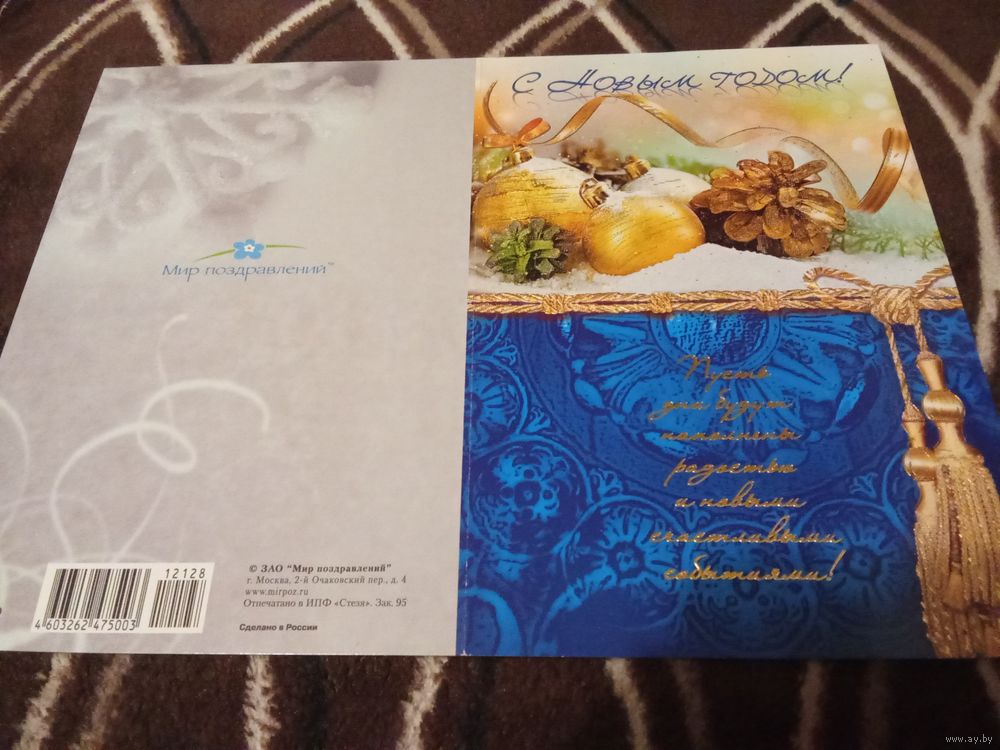 Мир поздравлений™
12128
4 603262 475003
© ЗАО "Мир поздравлений"
г. Москва, 2-й Очаковский пер., д. 4
www.mirpoz.ru
Отпечатано в ИПФ «Стезя». Зак. 95
Сделано в России
С Новым годом!
Пусть
дни будут
наполнены
радостью
и новыми
счастливыми
событиями!
www.ay.by